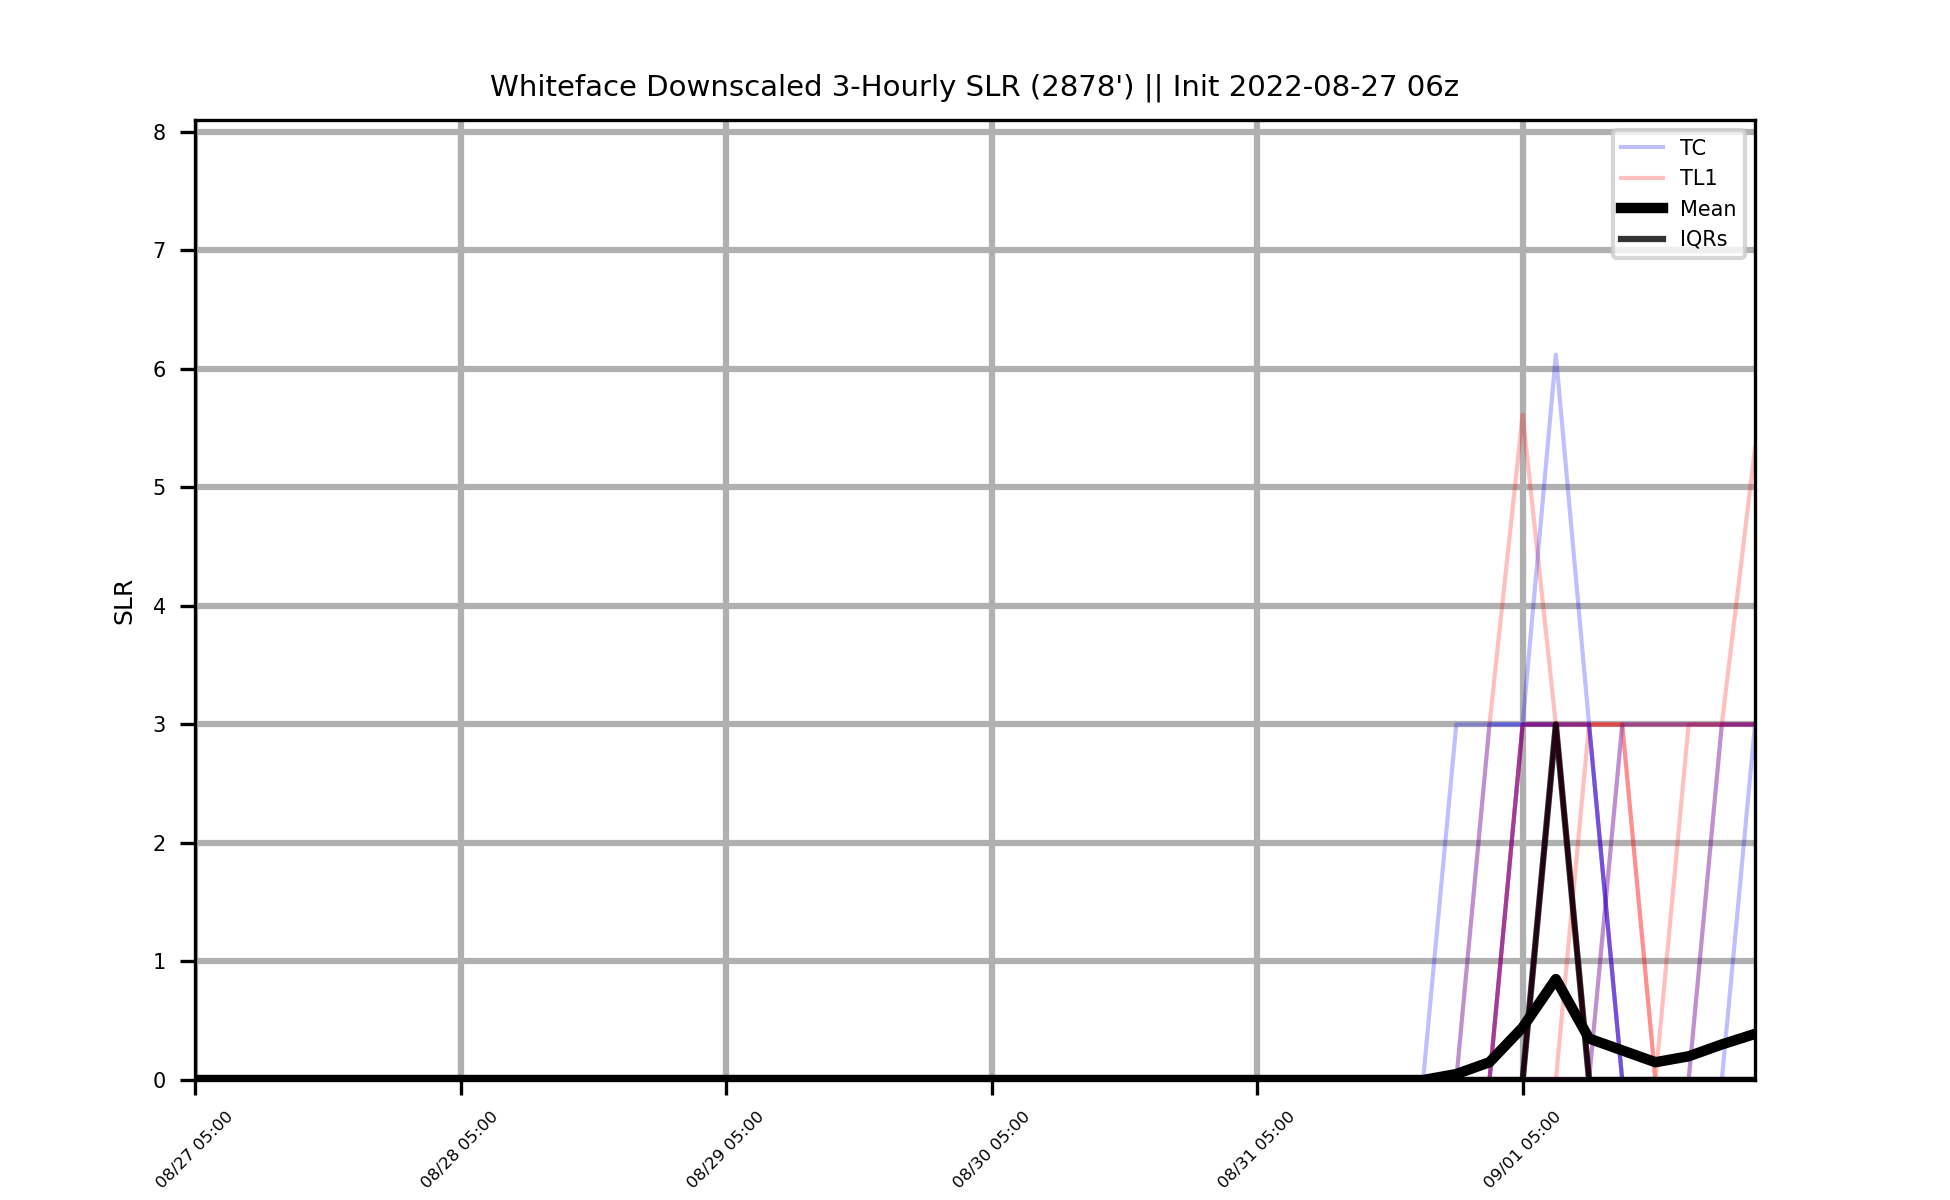 Whiteface Downscaled 3-Hourly SLR (2878') || Init 2022-08-27 06z
8
7
6
5
4
3
2
1
0
SLR
TC
TL1
Mean
IQRs
08/27 05:00
08/28 05:00
08/29 05:00
08/30 05:00
08/31 05:00
09/01 05:00